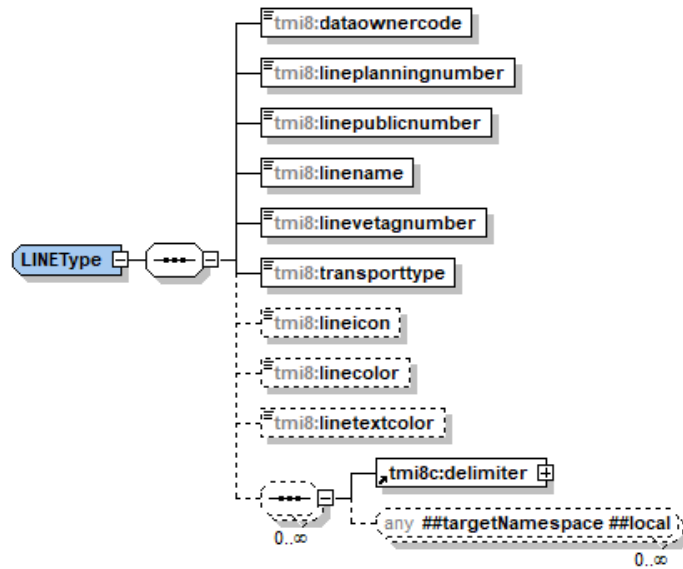 tmi8:dataownercode
tmi8:lineplanningnumber
tmi8:linepublicnumber
tmi8:linename
tmi8:linevetagnumber
LINEType
tmi8:transporttype
tmi8:lineicon
tmi8:linecolor
tmi8:linetextcolor
tmi8c:delimiter
0..∞
any ##targetNamespace ##local
0..∞